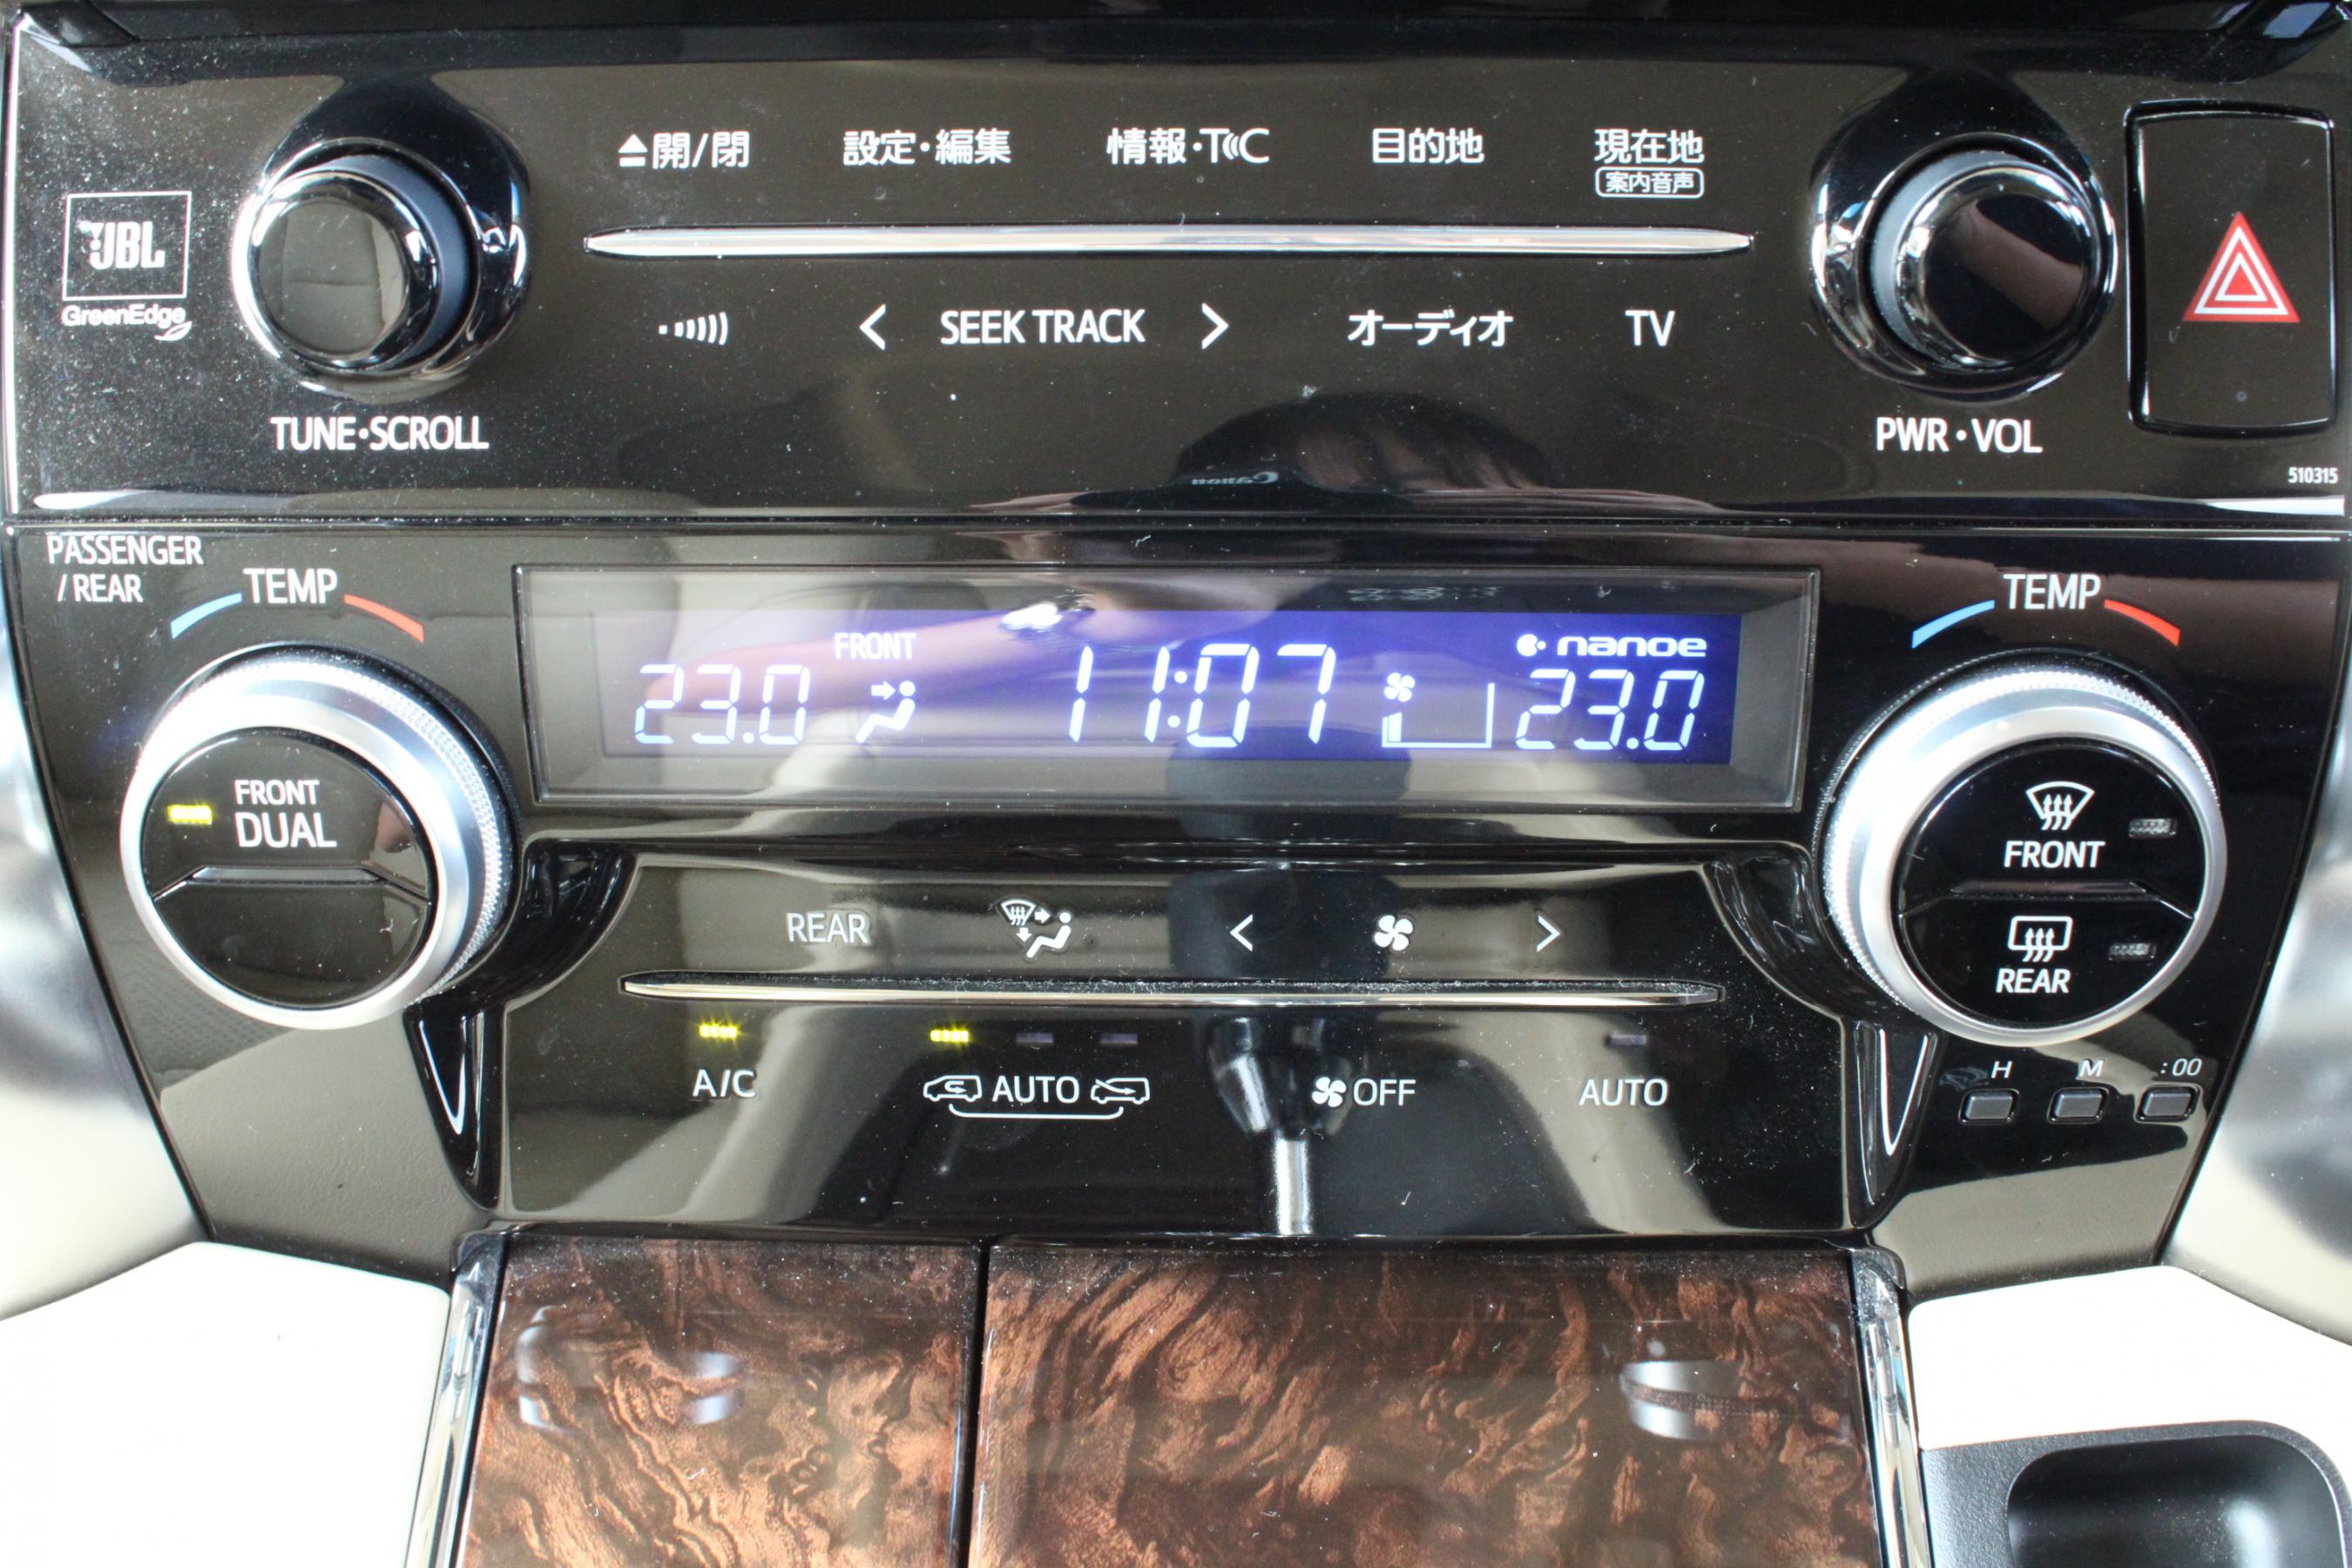 開/閉
設定・編集
情報・T C
目的地
現在地
案内音声
JBL
GreenEdge
SEEK TRACK
オーディオ
TV
TUNE・SCROLL
PWR・VOL
510315
Canon
PASSENGER
/REAR
TEMP
FRONT
23.0
11:07
nanoe
23.0
TEMP
FRONT
DUAL
FRONT
REAR
REAR
A/C
AUTO
OFF
AUTO
H
M
:00